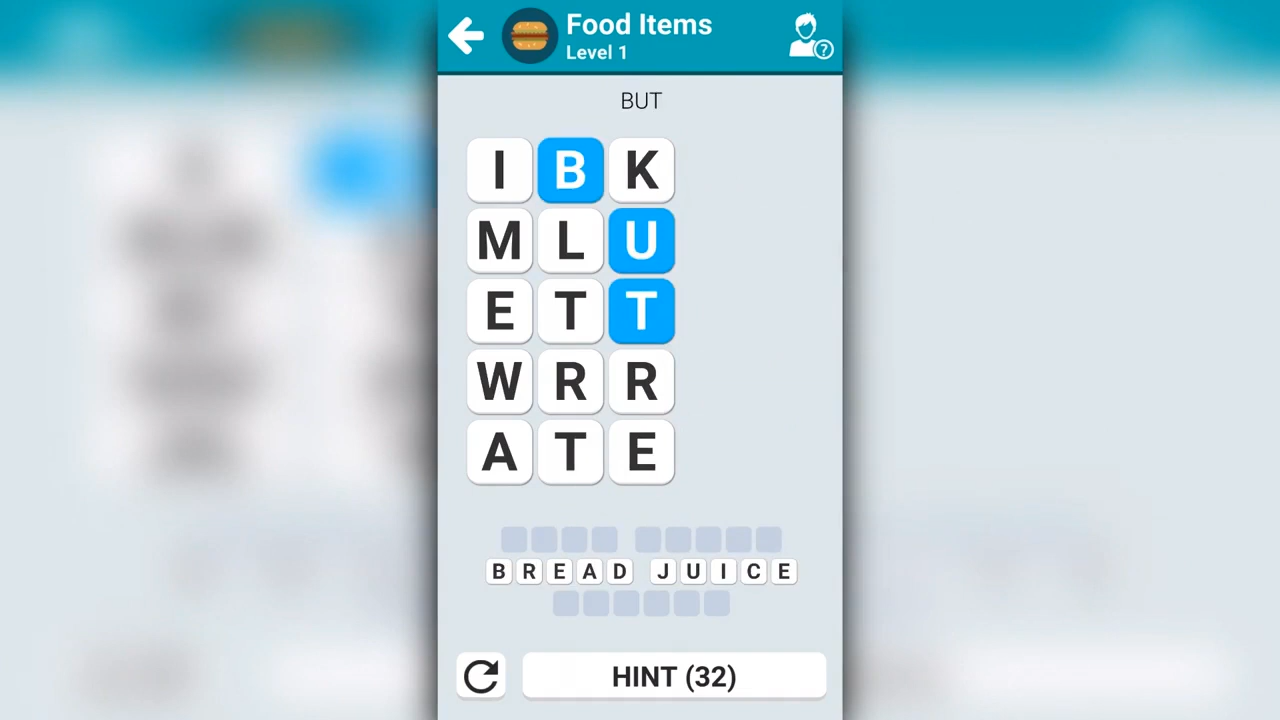 Food Items
Level 1
BUT
I B K
M L U
E T T
W R R
A T E
BREAD JUICE
HINT (32)